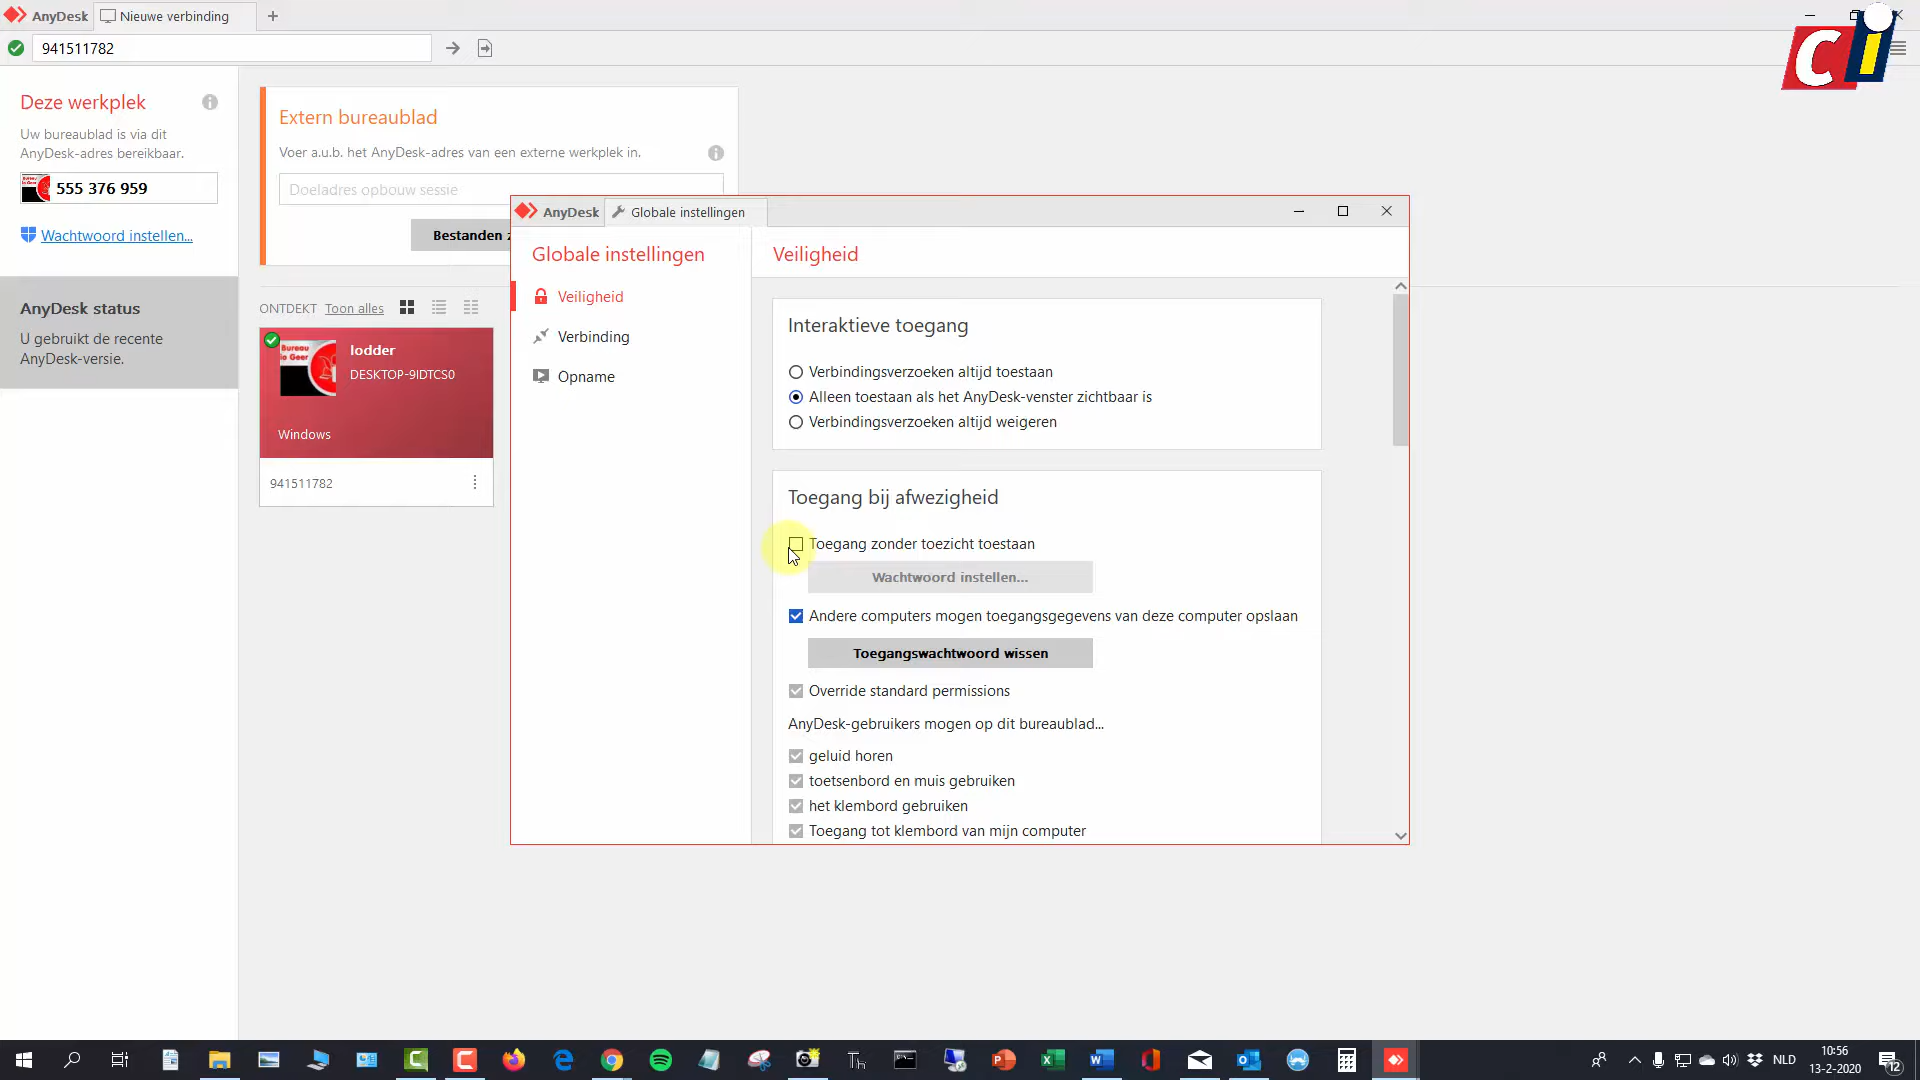 AnyDesk
Nieuwe verbinding
941511782
Ci
Deze werkplek
Uw bureaublad is via dit
AnyDesk-adres bereikbaar.
555 376 959
Wachtwoord instellen...
AnyDesk status
U gebruikt de recente
AnyDesk-versie.
Extern bureaublad
Voer a.u.b. het AnyDesk-adres van een externe werkplek in.
Doeladres opbouw sessie
Bestanden
ONTDEKT Toon alles
Bureau
lodder
DESKTOP-9IDTCS0
Windows
941511782
AnyDesk
Globale instellingen
Globale instellingen
Veiligheid
Verbinding
Opname
Veiligheid
Interaktieve toegang
Verbindingsverzoeken altijd toestaan
Alleen toestaan als het AnyDesk-venster zichtbaar is
Verbindingsverzoeken altijd weigeren
Toegang bij afwezigheid
Toegang zonder toezicht toestaan
Wachtwoord instellen...
Andere computers mogen toegangsgegevens van deze computer opslaan
Toegangswachtwoord wissen
Override standard permissions
AnyDesk-gebruikers mogen op dit bureaublad...
geluid horen
toetsenbord en muis gebruiken
het klembord gebruiken
Toegang tot klembord van mijn computer
NLD
10:56
13-2-2020
12